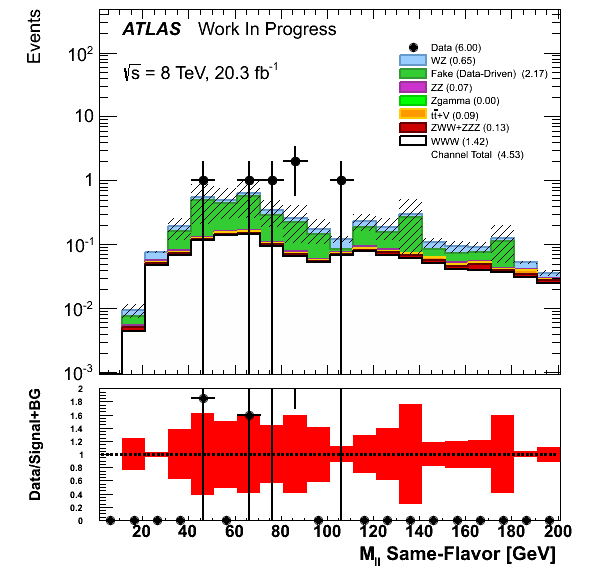 Events
ATLAS Work In Progress
√s = 8 TeV, 20.3 fb⁻¹
Data (6.00)
WZ (0.65)
Fake (Data-Driven) (2.17)
ZZ (0.07)
Zgamma (0.00)
tt̄+V (0.09)
ZWW+ZZZ (0.13)
WWW (1.42)
Channel Total (4.53)
10²
10
1
10⁻¹
10⁻²
10⁻³
Data/Signal+BG
2
1.8
1.6
1.4
1.2
1
0.8
0.6
0.4
0.2
0
20 40 60 80 100 120 140 160 180 200
M_ll Same-Flavor [GeV]